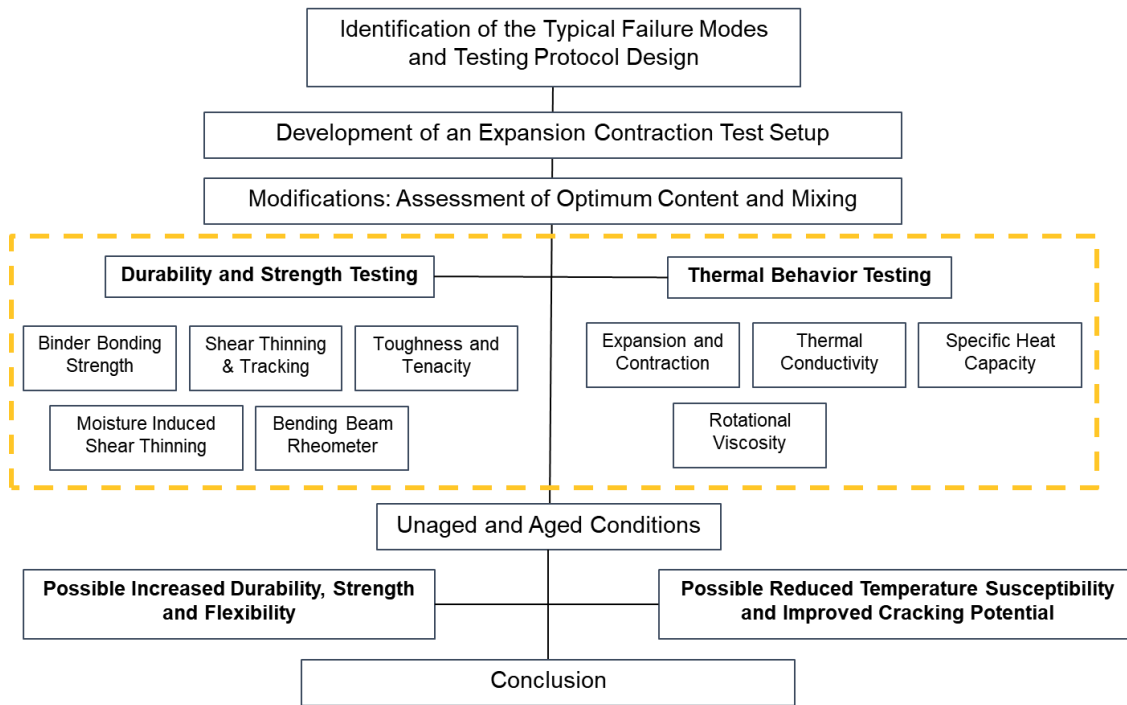 Identification of the Typical Failure Modes
and Testing Protocol Design
Development of an Expansion Contraction Test Setup
Modifications: Assessment of Optimum Content and Mixing
Durability and Strength Testing
Thermal Behavior Testing
Binder Bonding
Strength
Shear Thinning
& Tracking
Toughness and
Tenacity
Expansion and
Contraction
Thermal
Conductivity
Specific Heat
Capacity
Moisture Induced
Shear Thinning
Bending Beam
Rheometer
Rotational
Viscosity
Unaged and Aged Conditions
Possible Increased Durability, Strength
and Flexibility
Possible Reduced Temperature Susceptibility
and Improved Cracking Potential
Conclusion